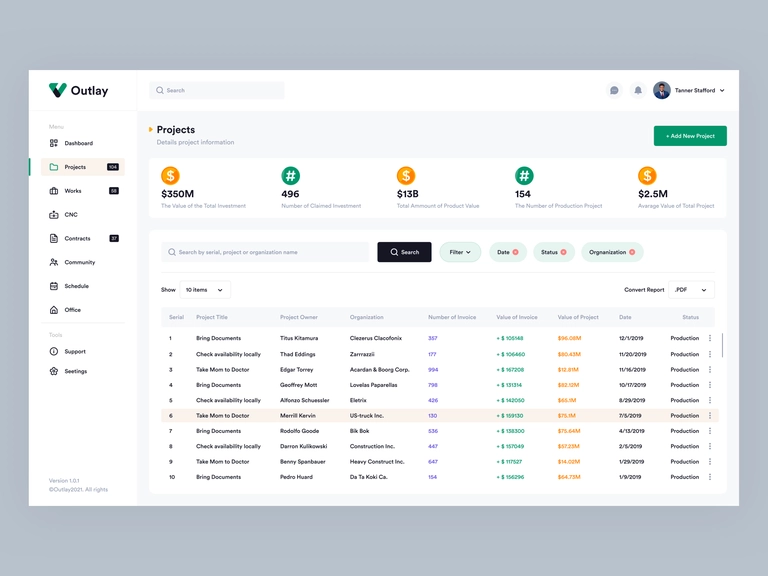 Outlay
Search
Tanner Stafford
Menu
Dashboard
Projects 104
Works 56
CNC
Contracts 37
Community
Schedule
Office
Tools
Support
Seetings
Version 1.0.1
©Outlay2021. All rights
Projects
Details project information
+ Add New Project
$350M
The Value of the Total Investment
496
Number of Claimed Investment
$13B
Total Ammount of Product Value
154
The Number of Production Project
$2.5M
Avarage Value of Total Project
Search by serial, project or organization name
Search
Filter
Date
Status
Orgnanization
Show 10 items
Convert Report .PDF
Serial Project Title Project Owner Organization Number of Invoice Value of Invoice Value of Project Date Status
1 Bring Documents Titus Kitamura Clezerus Clacofonix 357 + $ 105148 $96.08M 12/1/2019 Production
2 Check availability locally Thad Eddings Zarrrazzii 177 + $ 106460 $80.43M 11/20/2019 Production
3 Take Mom to Doctor Edgar Torrey Acardan & Boorg Corp. 994 + $ 167208 $12.81M 11/16/2019 Production
4 Bring Documents Geoffrey Mott Lovelas Paparellas 798 + $ 131314 $82.12M 10/17/2019 Production
5 Check availability locally Alfonzo Schuessler Eletrix 426 + $ 142050 $65.1M 8/29/2019 Production
6 Take Mom to Doctor Merrill Kervin US-truck Inc. 130 + $ 159130 $75.1M 7/5/2019 Production
7 Bring Documents Rodolfo Goode Bik Bok 536 + $ 138300 $75.64M 4/13/2019 Production
8 Check availability locally Darron Kulikowski Construction Inc. 447 + $ 157049 $57.23M 2/5/2019 Production
9 Take Mom to Doctor Benny Spanbauer Heavy Construct Inc. 647 + $ 117527 $14.02M 1/29/2019 Production
10 Bring Documents Pedro Huard Da Ta Koki Ca. 154 + $ 156296 $64.73M 1/9/2019 Production